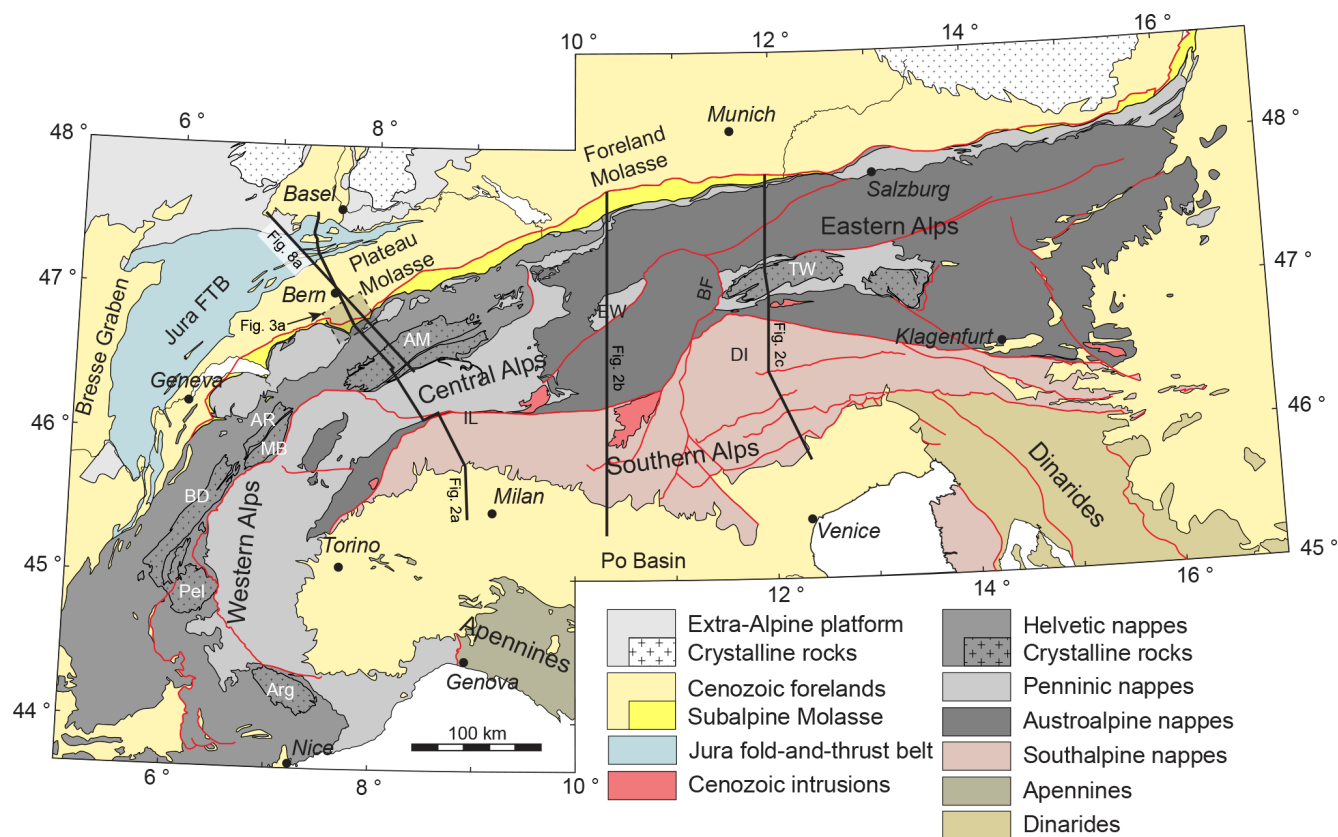 10 °
12 °
14 °
16 °
48 °
6 °
8 °
Munich
48 °
Foreland
Molasse
Basel
Salzburg
Fig. 8a
Plateau
Molasse
Eastern Alps
47 °
Bern
TW
47 °
Jura FTB
BF
EW
Fig. 3a
Bresse Graben
AM
Klagenfurt
Fig. 2b
DI
Fig. 2c
Central Alps
Geneva
46 °
46 °
AR
IL
MB
Southern Alps
Dinarides
BD
Fig. 2a
Milan
Western Alps
Venice
Torino
45 °
Po Basin
45 °
Pel
12 °
14 °
16 °
Apennines
Genova
Arg
44 °
100 km
Nice
6 °
8 °
10 °
Extra-Alpine platform
Crystalline rocks
Cenozoic forelands
Subalpine Molasse
Jura fold-and-thrust belt
Cenozoic intrusions
Helvetic nappes
Crystalline rocks
Penninic nappes
Austroalpine nappes
Southalpine nappes
Apennines
Dinarides